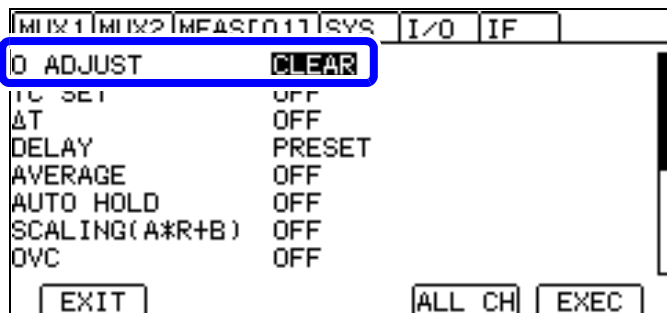 MUX1 MUX2 MEAS[01] SYS I/O IF
0 ADJUST CLEAR
TC SET OFF
ΔT OFF
DELAY PRESET
AVERAGE OFF
AUTO HOLD OFF
SCALING(A*R+B) OFF
OVC OFF
EXIT ALL CH EXEC